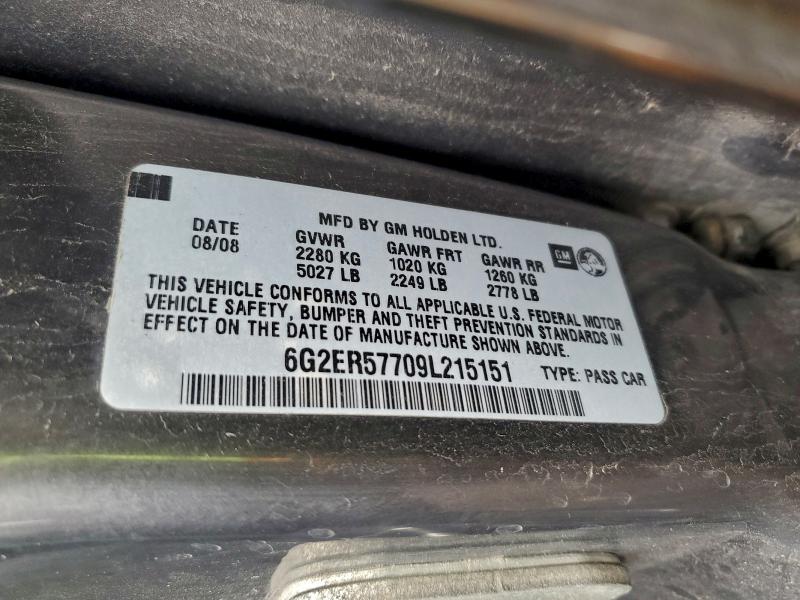 MFD BY GM HOLDEN LTD.
DATE GVWR GAWR FRT GAWR RR GM
08/08 2280 KG 1020 KG 1260 KG
5027 LB 2249 LB 2778 LB
THIS VEHICLE CONFORMS TO ALL APPLICABLE U.S. FEDERAL MOTOR
VEHICLE SAFETY, BUMPER AND THEFT PREVENTION STANDARDS IN
EFFECT ON THE DATE OF MANUFACTURE SHOWN ABOVE.
6G2ER57709L215151 TYPE: PASS CAR